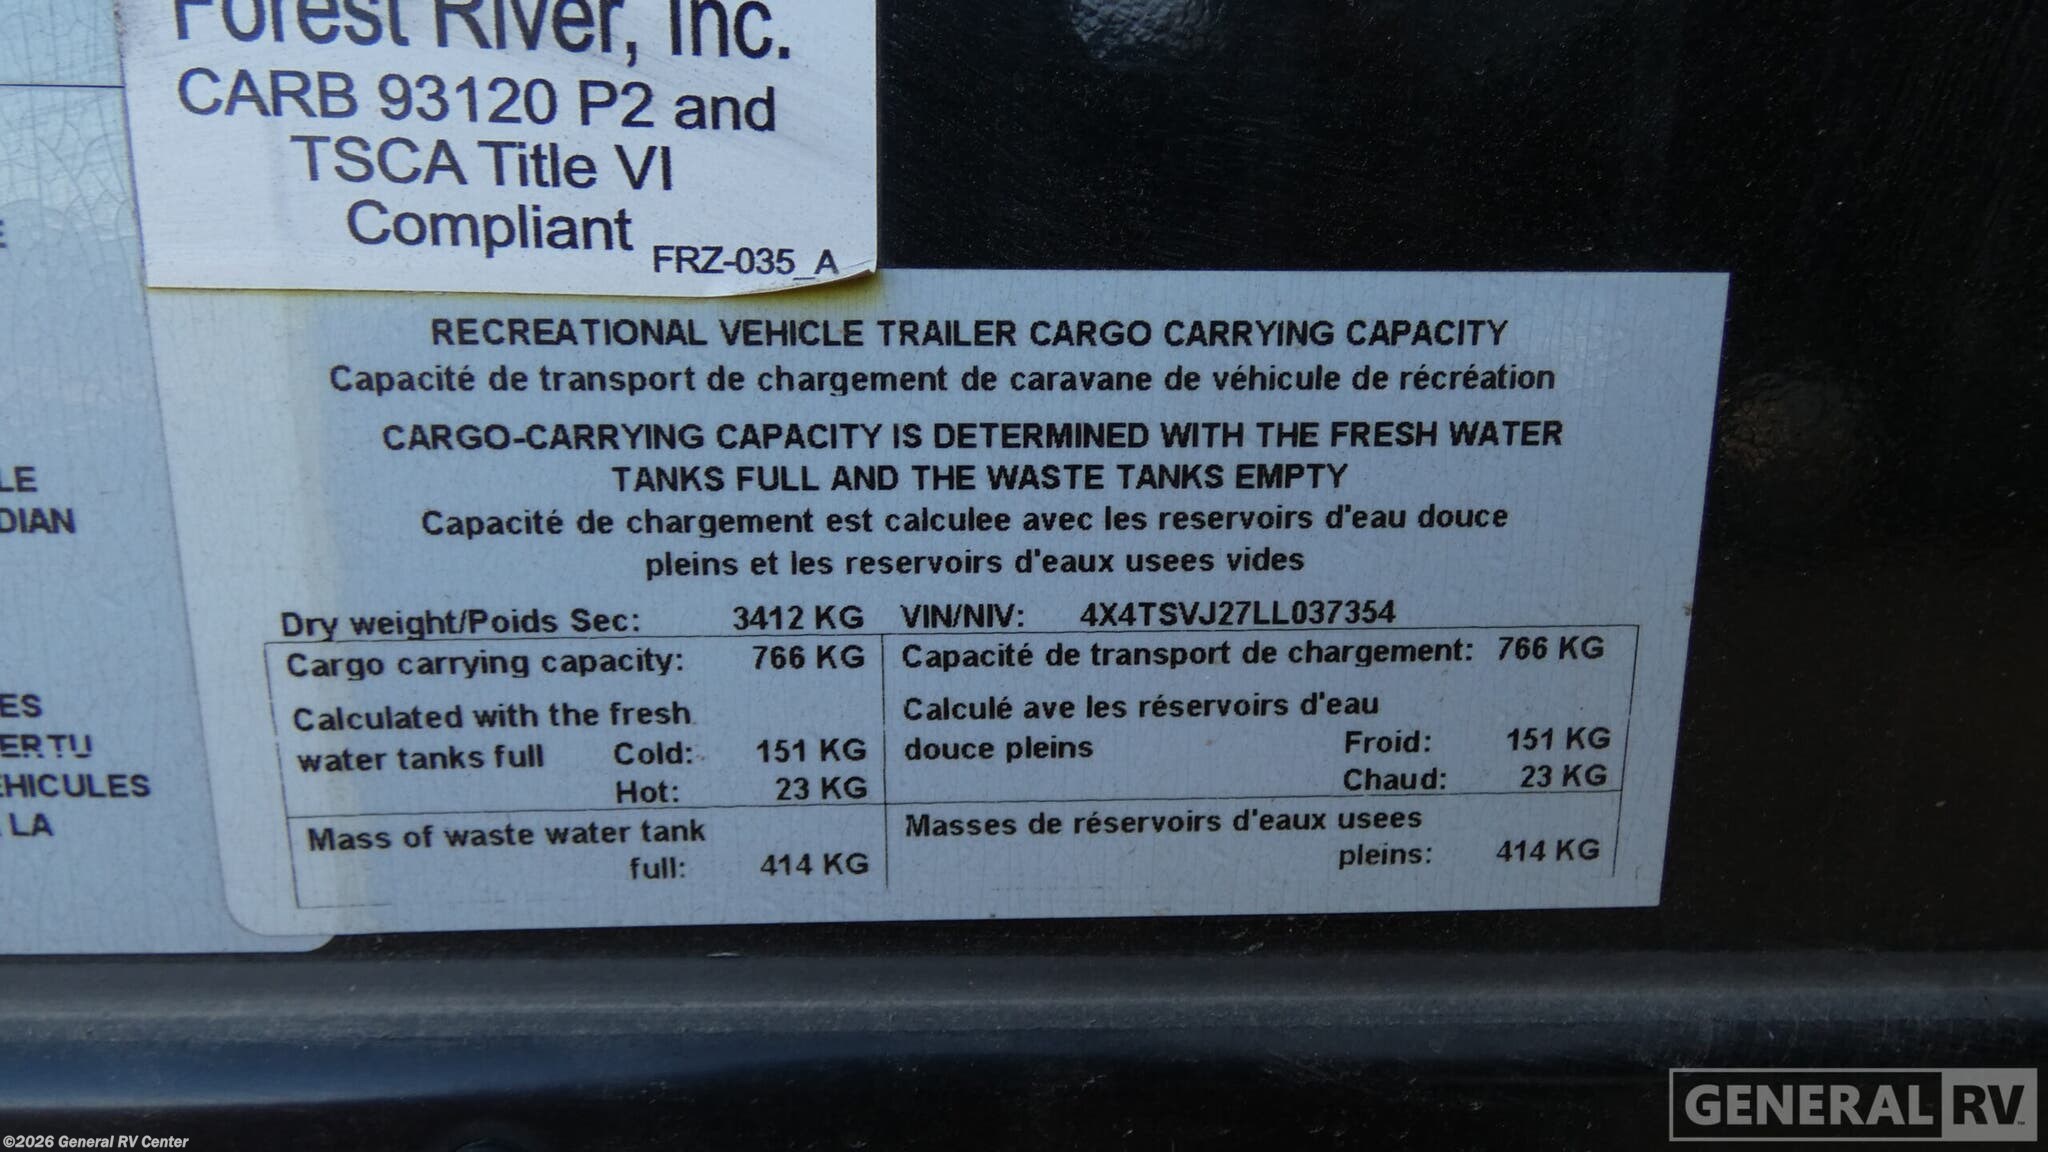 Forest River, Inc.
CARB 93120 P2 and
TSCA Title VI
Compliant
FRZ-035_A
LE
DIAN
ES
ER TU
EHICULES
LA
RECREATIONAL VEHICLE TRAILER CARGO CARRYING CAPACITY
Capacité de transport de chargement de caravane de véhicule de récréation
CARGO-CARRYING CAPACITY IS DETERMINED WITH THE FRESH WATER
TANKS FULL AND THE WASTE TANKS EMPTY
Capacité de chargement est calculee avec les reservoirs d'eau douce
pleins et les reservoirs d'eaux usees vides
Dry weight/Poids Sec: 3412 KG VIN/NIV: 4X4TSVJ27LL037354
Cargo carrying capacity: 766 KG Capacité de transport de chargement: 766 KG
Calculated with the fresh Calculé ave les réservoirs d'eau
water tanks full Cold: 151 KG douce pleins Froid: 151 KG
Hot: 23 KG Chaud: 23 KG
Mass of waste water tank Masses de réservoirs d'eaux usees
full: 414 KG pleins: 414 KG
GENERAL RV
©2026 General RV Center